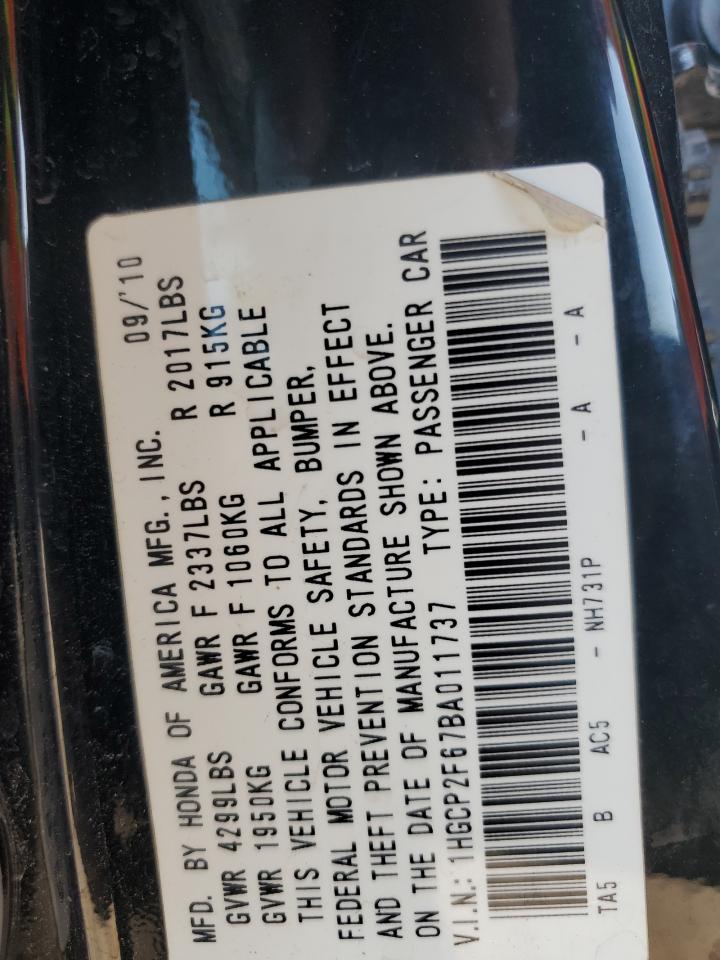 MFD. BY HONDA OF AMERICA MFG., INC. 09/'10
GVWR 4299LBS GAWR F 2337LBS R 2017LBS
GVWR 1950KG GAWR F 1060KG R 915KG
THIS VEHICLE CONFORMS TO ALL APPLICABLE
FEDERAL MOTOR VEHICLE SAFETY, BUMPER,
AND THEFT PREVENTION STANDARDS IN EFFECT
ON THE DATE OF MANUFACTURE SHOWN ABOVE.
V.I.N.: 1HGCP2F67BA011737 TYPE: PASSENGER CAR
TA5 B AC5 - NH731P - A - A